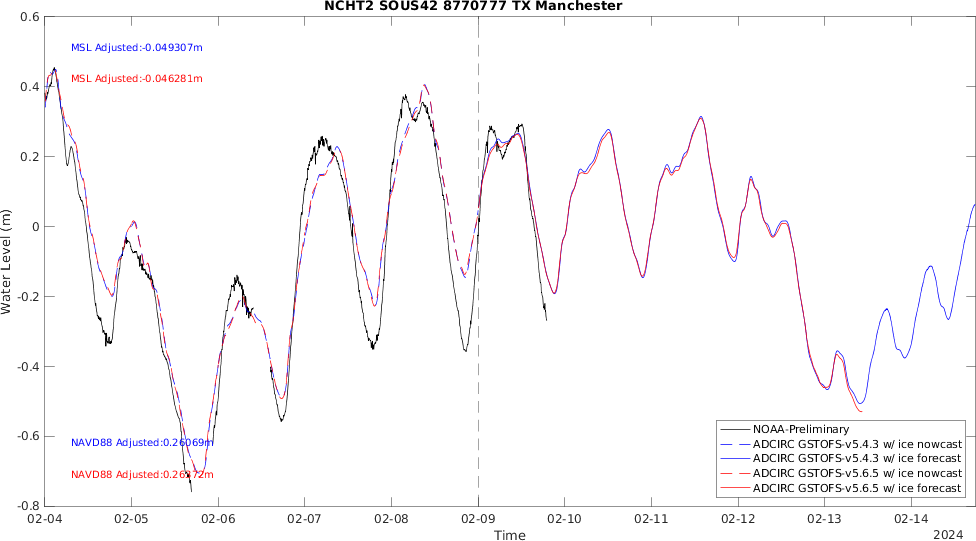 NCHT2 SOUS42 8770777 TX Manchester
0.6
MSL Adjusted:-0.049307m
MSL Adjusted:-0.046281m
0.4
0.2
0
Water Level (m)
-0.2
-0.4
-0.6
NAVD88 Adjusted:0.26069m
-0.8
NOAA-Preliminary
ADCIRC GSTOFS-v5.4.3 w/ ice nowcast
ADCIRC GSTOFS-v5.4.3 w/ ice forecast
ADCIRC GSTOFS-v5.6.5 w/ ice nowcast
ADCIRC GSTOFS-v5.6.5 w/ ice forecast
NAVD88 Adjusted:
02-04 02-05 02-06 02-07 02-08 02-09 02-10 02-11 02-12 02-13 02-14
Time
2024